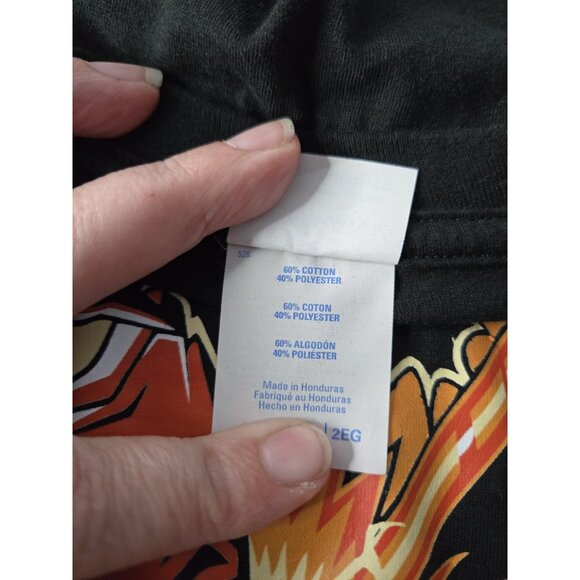 528
60% COTTON
40% POLYESTER
60% COTON
40% POLYESTER
60% ALGODÓN
40% POLIÉSTER
Made in Honduras
Fabriqué au Honduras
Hecho en Honduras
2EG